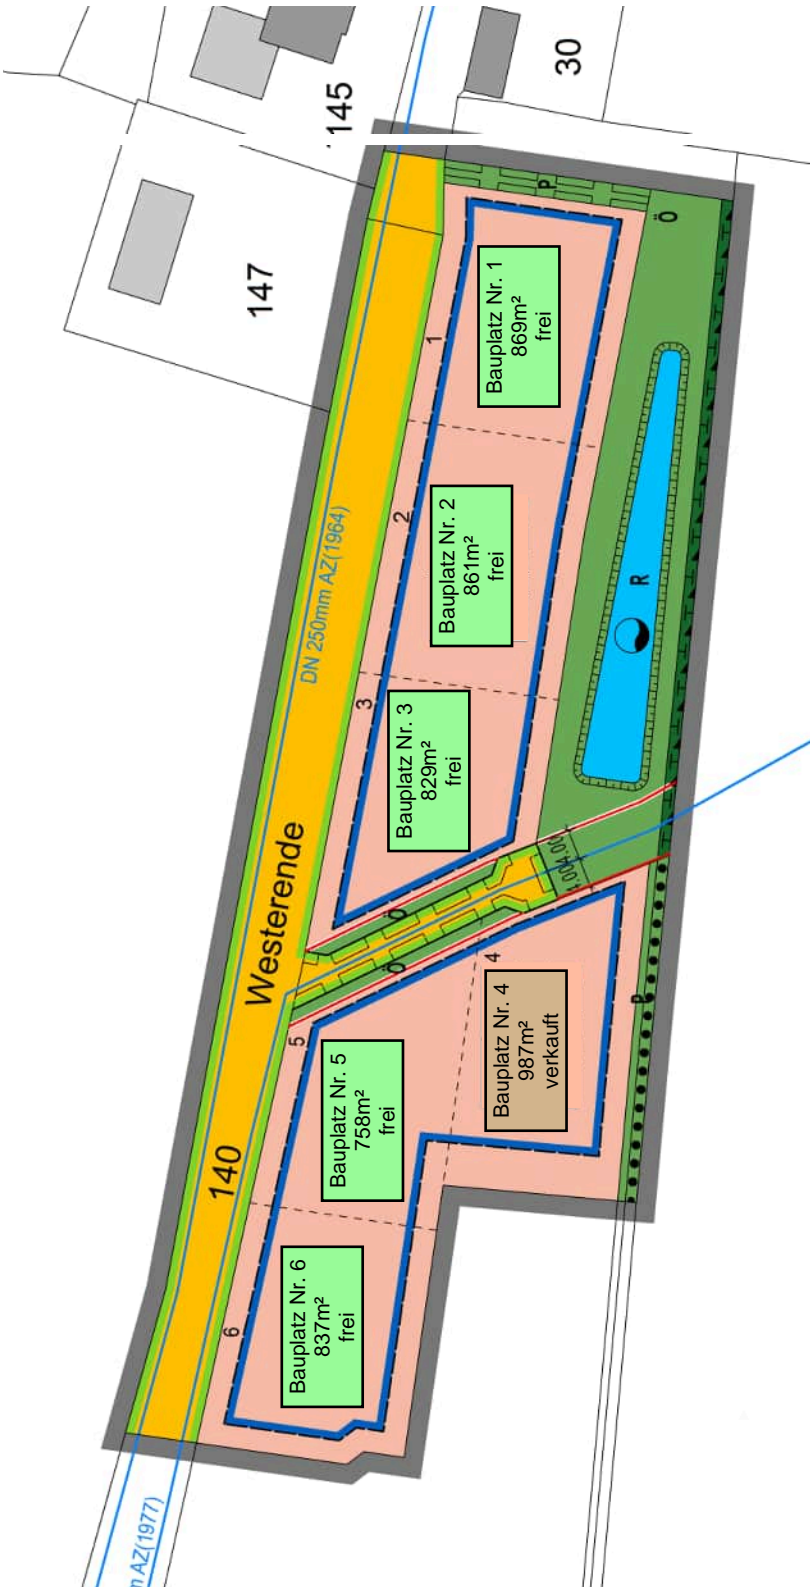 30
145
147
P
Ö
Bauplatz Nr. 1
869m²
frei
1
Bauplatz Nr. 2
861m²
frei
2
DN 250mm AZ(1964)
R
Bauplatz Nr. 3
829m²
frei
3
Westerende
Ö
Ö
4
Bauplatz Nr. 4
987m²
verkauft
P
5
Bauplatz Nr. 5
758m²
frei
140
Bauplatz Nr. 6
837m²
frei
6
AZ(1977)